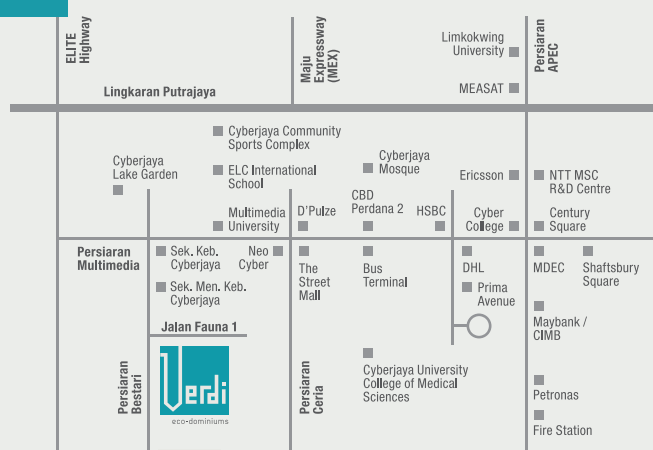 ELITE
Highway
Maju
Expressway
(MEX)
Limkokwing
University
Persiaran
APEC
MEASAT
Lingkaran Putrajaya
Cyberjaya Community
Sports Complex
Cyberjaya
Lake Garden
ELC International
School
Cyberjaya
Mosque
Ericsson
NTT MSC
R&D Centre
Multimedia
University
D'Pulze
CBD
Perdana 2
HSBC
Cyber
College
Century
Square
Persiaran
Multimedia
Sek. Keb.
Cyberjaya
Neo
Cyber
The
Street
Mall
Bus
Terminal
DHL
MDEC
Shaftsbury
Square
Sek. Men. Keb.
Cyberjaya
Prima
Avenue
Maybank /
CIMB
Jalan Fauna 1
Persiaran
Bestari
Verdi
eco-dominiums
Persiaran
Ceria
Cyberjaya University
College of Medical
Sciences
Petronas
Fire Station